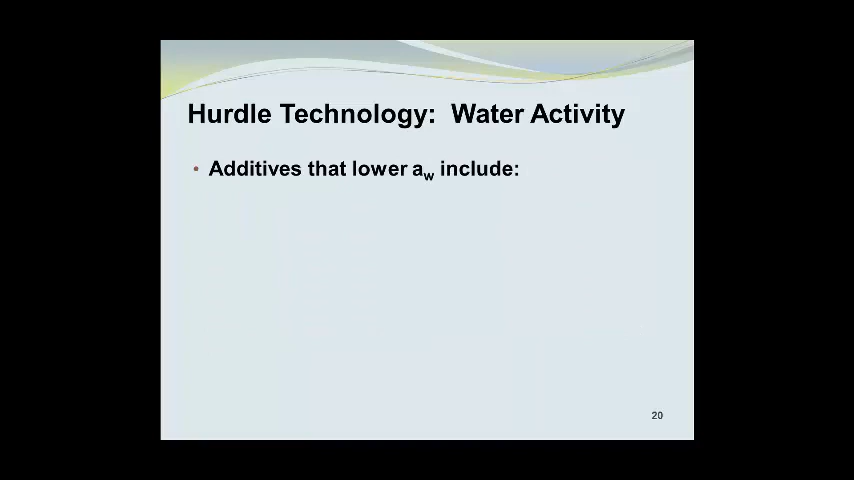 Hurdle Technology: Water Activity
• Additives that lower aw include:
20